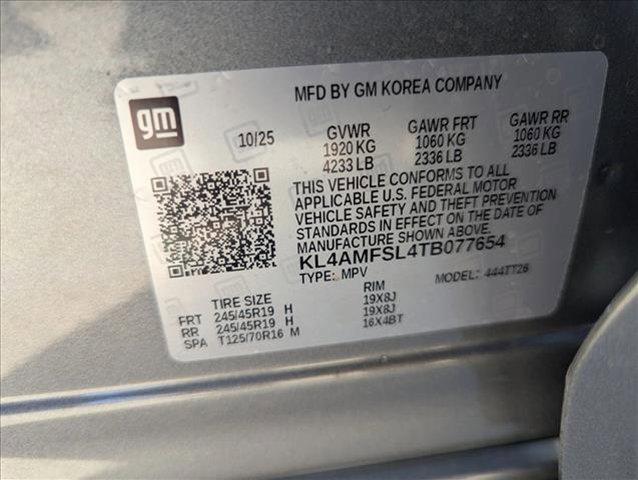 gm
MFD BY GM KOREA COMPANY
10/25 GVWR GAWR FRT GAWR RR
1920 KG 1060 KG 1060 KG
4233 LB 2336 LB 2336 LB
THIS VEHICLE CONFORMS TO ALL
APPLICABLE U.S. FEDERAL MOTOR
VEHICLE SAFETY AND THEFT PREVENTION
STANDARDS IN EFFECT ON THE DATE OF
MANUFACTURE SHOWN ABOVE.
KL4AMFSL4TB077654
TYPE: MPV MODEL: 444TT26
TIRE SIZE RIM
FRT 245/45R19 H 19X8J
RR 245/45R19 H 19X8J
SPA T125/70R16 M 16X4BT